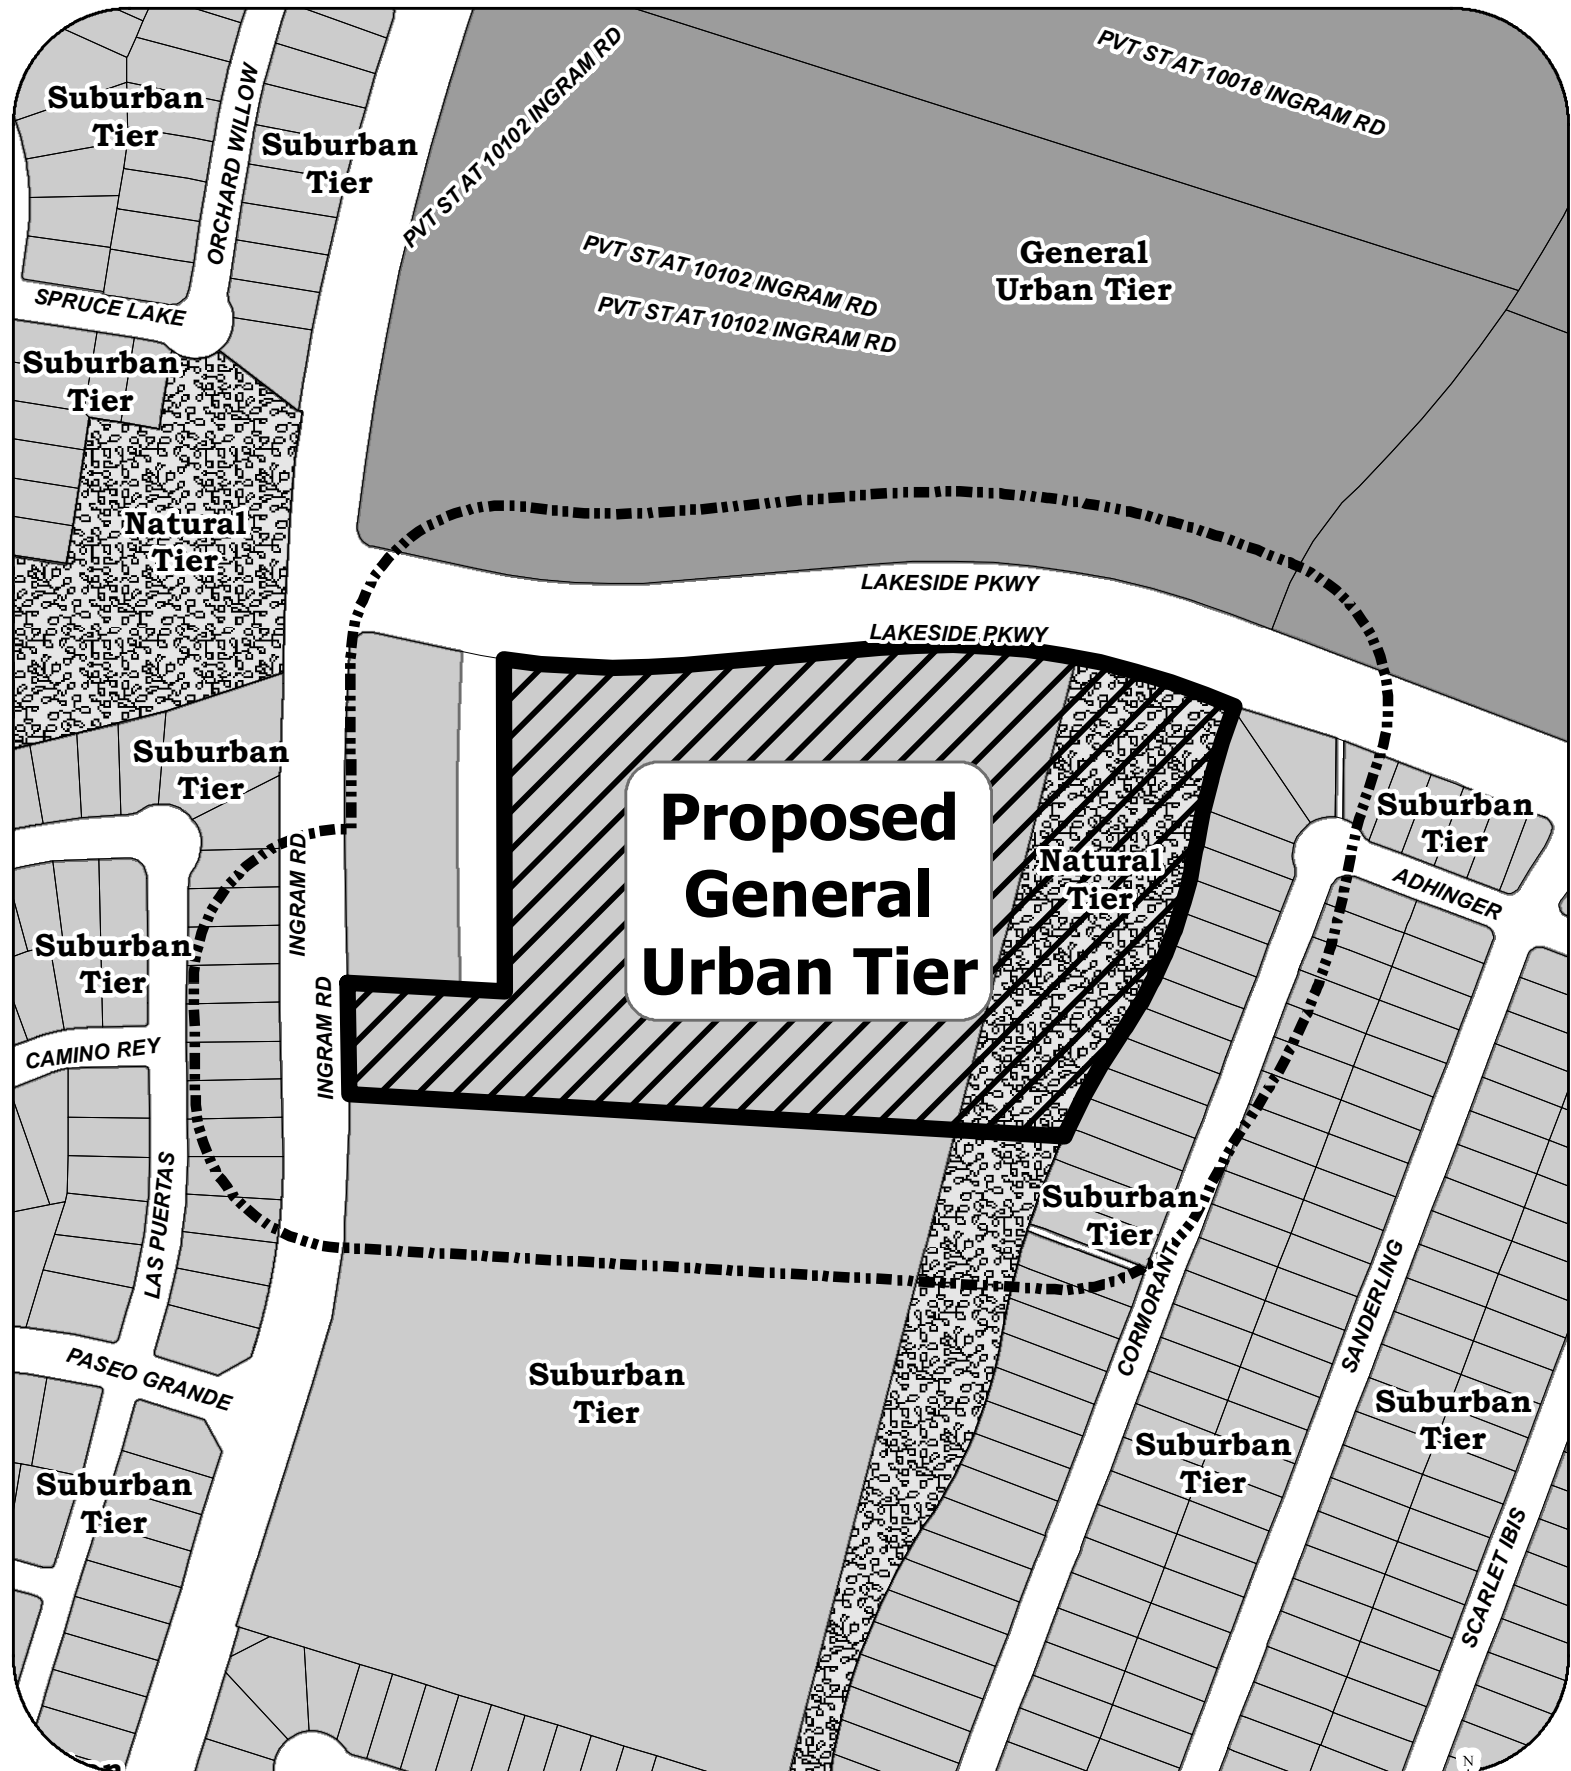 PVT ST AT 10102 INGRAM RD
PVT ST AT 10018 INGRAM RD
Suburban
Tier
ORCHARD WILLOW
Suburban
Tier
PVT ST AT 10102 INGRAM RD
PVT ST AT 10102 INGRAM RD
General
Urban Tier
SPRUCE LAKE
Suburban
Tier
Natural
Tier
LAKESIDE PKWY
LAKESIDE PKWY
Suburban
Tier
Proposed
General
Urban Tier
Natural
Tier
Suburban
Tier
ADHINGER
INGRAM RD
INGRAM RD
Suburban
Tier
CAMINO REY
LAS PUERTAS
Suburban
Tier
CORMORANT
SANDERLING
PASEO GRANDE
Suburban
Tier
Suburban
Tier
Suburban
Tier
Suburban
Tier
SCARLET IBIS
N